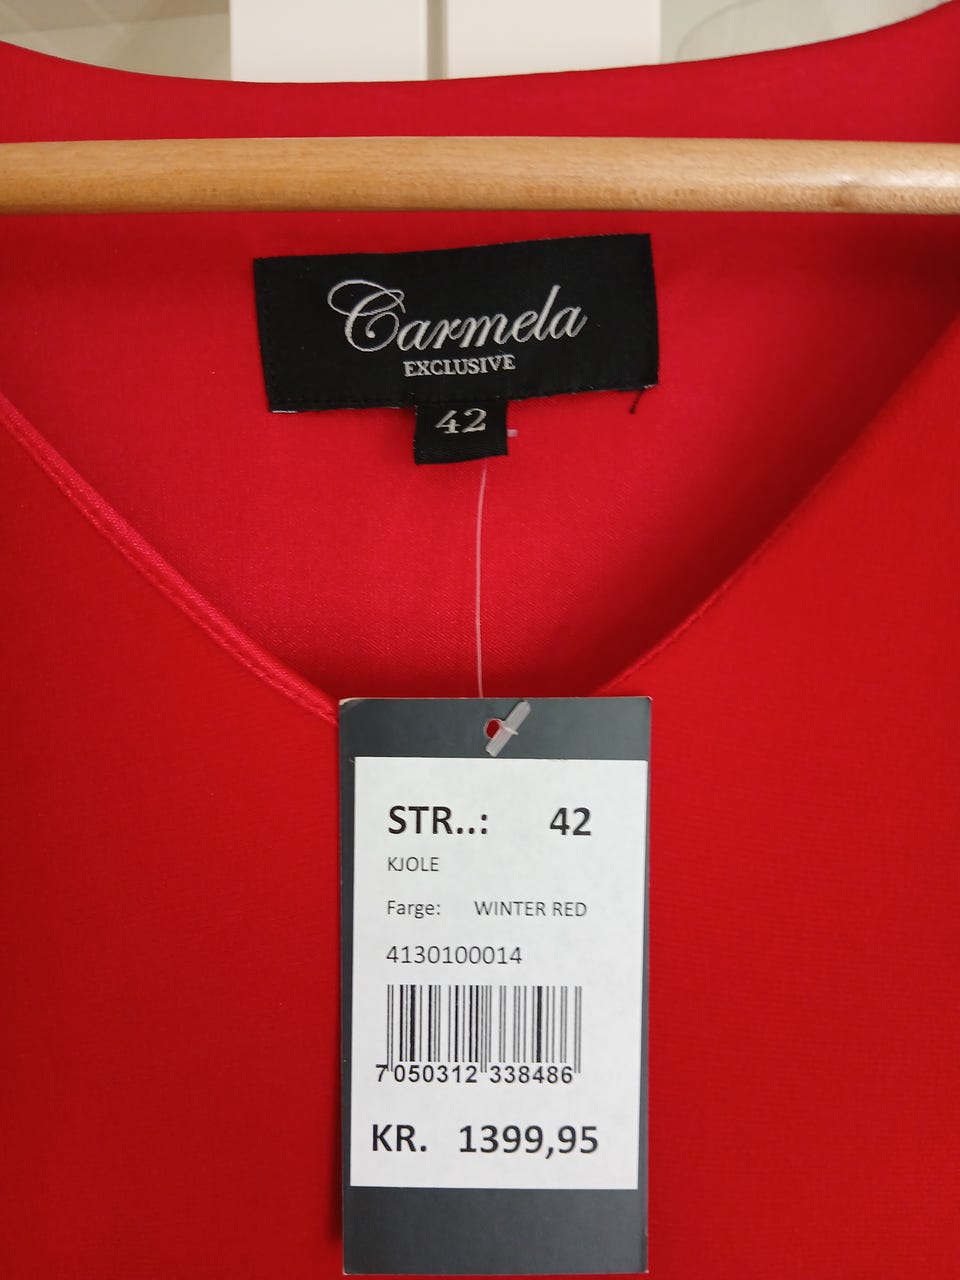 Carmela
EXCLUSIVE
42
STR..: 42
KJOLE
Farge: WINTER RED
4130100014
7 050312 338486
KR. 1399,95